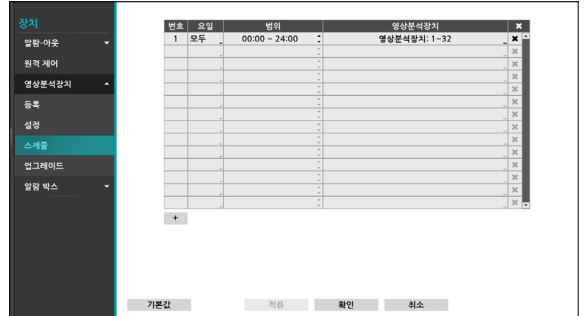 장치
알람-아웃
원격 제어
영상분석장치
등록
설정
스케줄
업그레이드
알람 박스
번호 요일 범위 영상분석장치 ✖
1 모두 00:00 ~ 24:00 영상분석장치: 1~32 ✖
+
기본값 적용 확인 취소